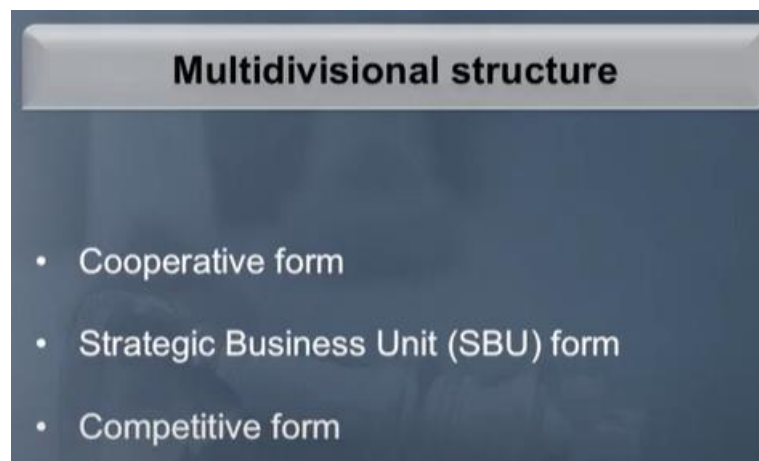 Multidivisional structure
• Cooperative form
• Strategic Business Unit (SBU) form
• Competitive form